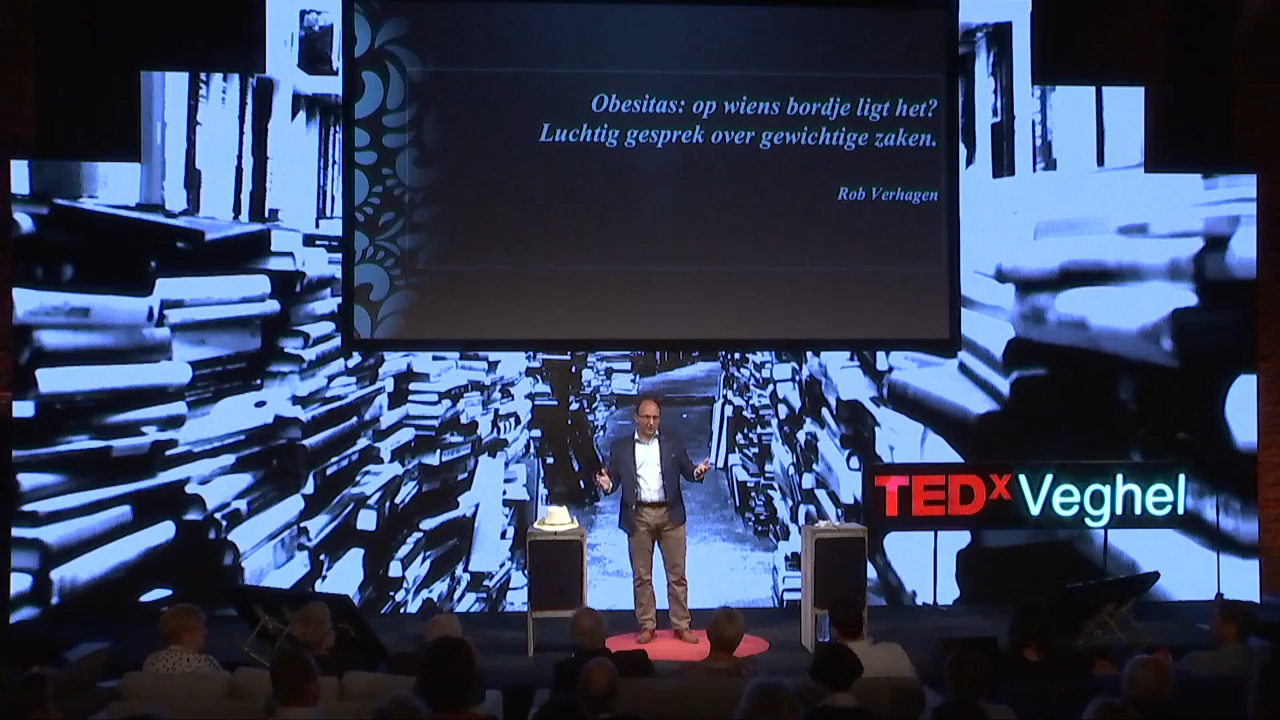 Obesitas: op wiens bordje ligt het?
Luchtig gesprek over gewichtige zaken.
Rob Verhagen
TEDx Veghel